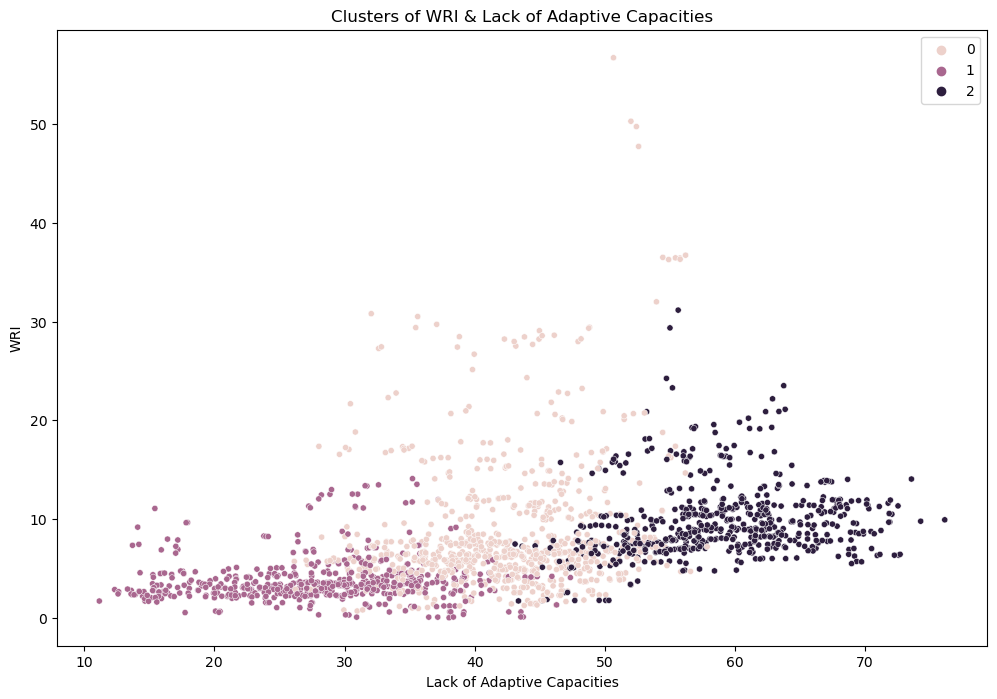 Clusters of WRI & Lack of Adaptive Capacities
0
1
2
50
40
30
20
10
0
WRI
10 20 30 40 50 60 70
Lack of Adaptive Capacities